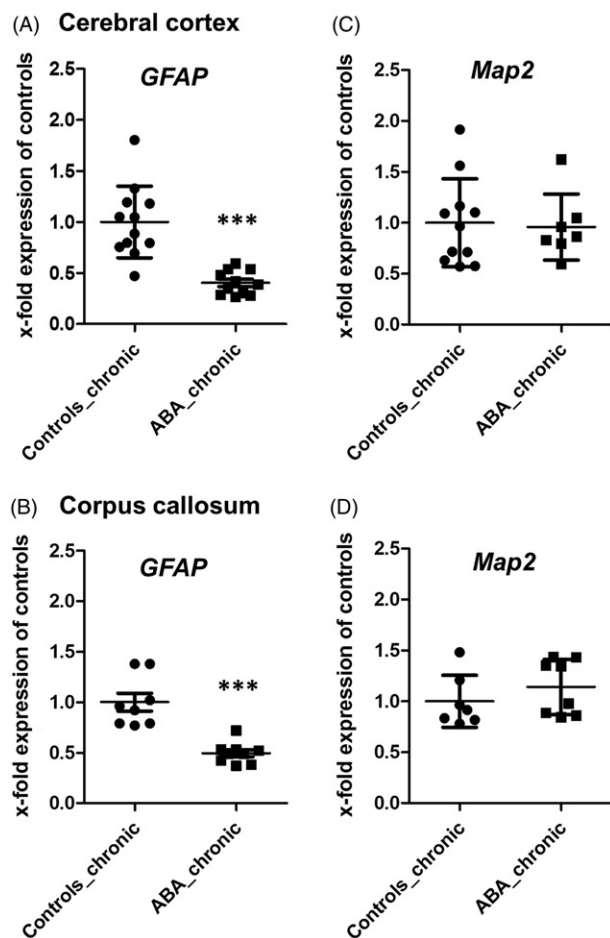 (A) Cerebral cortex
GFAP
x-fold expression of controls
2.5
2.0
1.5
1.0
0.5
0.0
***
Controls_chronic
ABA_chronic
(C)
Map2
x-fold expression of controls
2.5
2.0
1.5
1.0
0.5
0.0
Controls_chronic
ABA_chronic
(B) Corpus callosum
GFAP
x-fold expression of controls
2.5
2.0
1.5
1.0
0.5
0.0
***
Controls_chronic
ABA_chronic
(D)
Map2
x-fold expression of controls
2.5
2.0
1.5
1.0
0.5
0.0
Controls_chronic
ABA_chronic